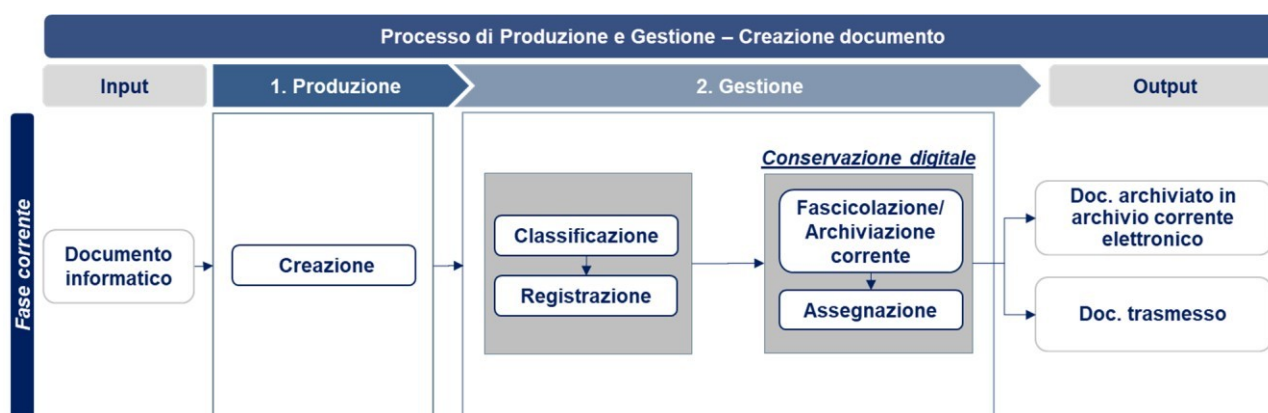 Processo di Produzione e Gestione – Creazione documento
Input
1. Produzione
2. Gestione
Output
Fase corrente
Documento
informatico
Creazione
Classificazione
Registrazione
Conservazione digitale
Fascicolazione/
Archiviazione
corrente
Assegnazione
Doc. archiviato in
archivio corrente
elettronico
Doc. trasmesso